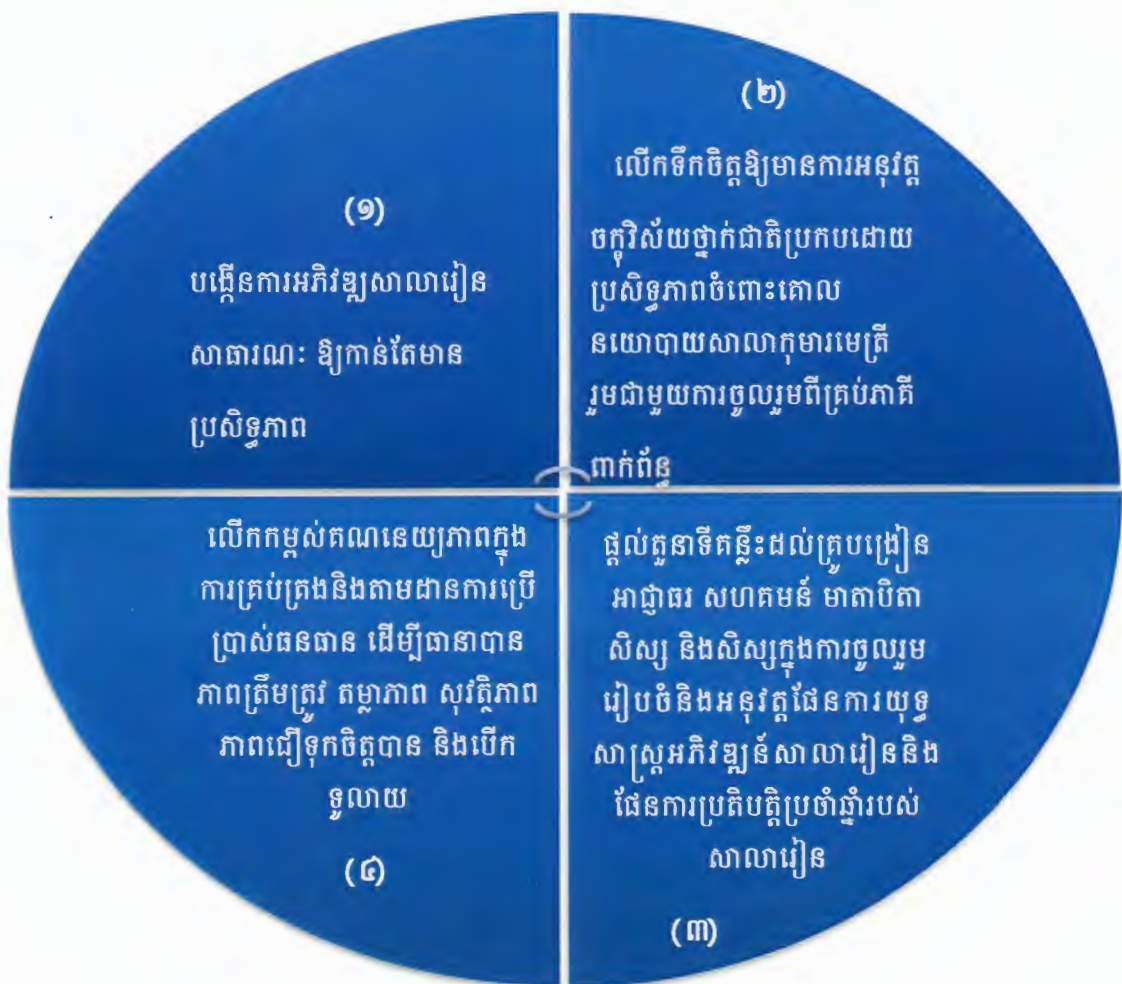 (១)
បង្កើនការអភិវឌ្ឍសាលារៀន
សាធារណៈ ឱ្យកាន់តែមាន
ប្រសិទ្ធភាព
(២)
លើកទឹកចិត្តឱ្យមានការអនុវត្ត
ចក្ខុវិស័យថ្នាក់ជាតិប្រកបដោយ
ប្រសិទ្ធភាពចំពោះគោល
នយោបាយសាលាកុមារមេត្រី
រួមជាមួយការចូលរួមពីគ្រប់ភាគី
ពាក់ព័ន្ធ
ផ្តល់តួនាទីគន្លឹះដល់គ្រូបង្រៀន
អាជ្ញាធរ សហគមន៍ មាតាបិតា
សិស្ស និងសិស្សក្នុងការចូលរួម
រៀបចំនិងអនុវត្តផែនការយុទ្ធ
សាស្ត្រអភិវឌ្ឍន៍សាលារៀននិង
ផែនការប្រតិបត្តិប្រចាំឆ្នាំរបស់
សាលារៀន
(៣)
លើកកម្ពស់គណនេយ្យភាពក្នុង
ការគ្រប់គ្រងនិងតាមដានការប្រើ
ប្រាស់ធនធាន ដើម្បីធានាបាន
ភាពត្រឹមត្រូវ តម្លាភាព សុវត្ថិភាព
ភាពជឿទុកចិត្តបាន និងបើក
ទូលាយ
(៤)